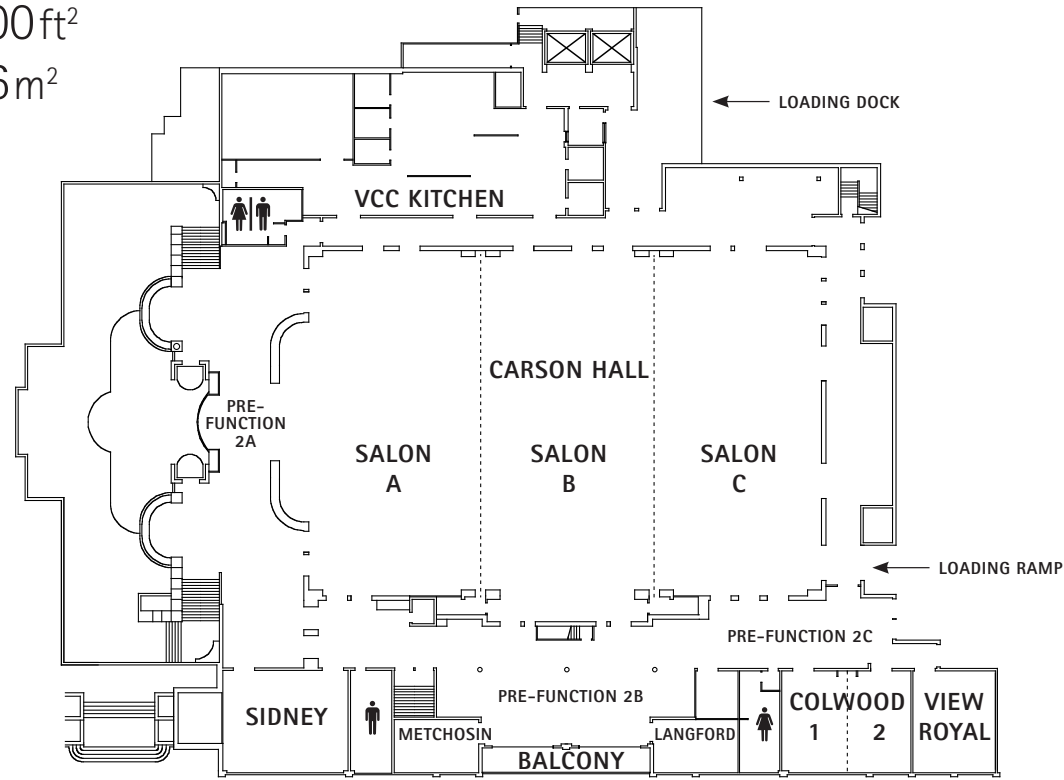 00 ft²
6 m²
LOADING DOCK
VCC KITCHEN
CARSON HALL
PRE-
FUNCTION
2A
SALON
A
SALON
B
SALON
C
LOADING RAMP
PRE-FUNCTION 2C
PRE-FUNCTION 2B
SIDNEY
METCHOSIN
BALCONY
LANGFORD
COLWOOD
1 2
VIEW
ROYAL